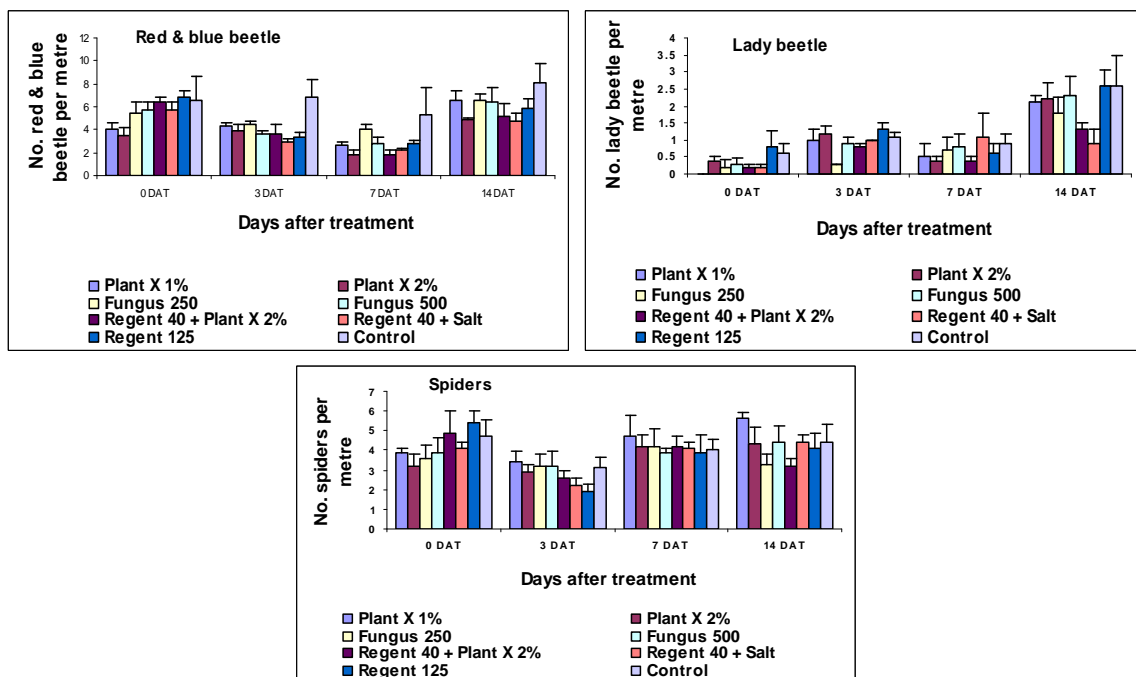 Red & blue beetle
No. red & blue
beetle per metre
12
10
8
6
4
2
0
0 DAT
3 DAT
7 DAT
14 DAT
Days after treatment
Plant X 1%
Plant X 2%
Fungus 250
Fungus 500
Regent 40 + Plant X 2%
Regent 40 + Salt
Regent 125
Control
Lady beetle
No. lady beetle per
metre
4
3.5
3
2.5
2
1.5
1
0.5
0
0 DAT
3 DAT
7 DAT
14 DAT
Days after treatment
Plant X 1%
Plant X 2%
Fungus 250
Fungus 500
Regent 40 + Plant X 2%
Regent 40 + Salt
Regent 125
Control
Spiders
No. spiders per
metre
7
6
5
4
3
2
1
0
0 DAT
3 DAT
7 DAT
14 DAT
Days after treatment
Plant X 1%
Plant X 2%
Fungus 250
Fungus 500
Regent 40 + Plant X 2%
Regent 40 + Salt
Regent 125
Control